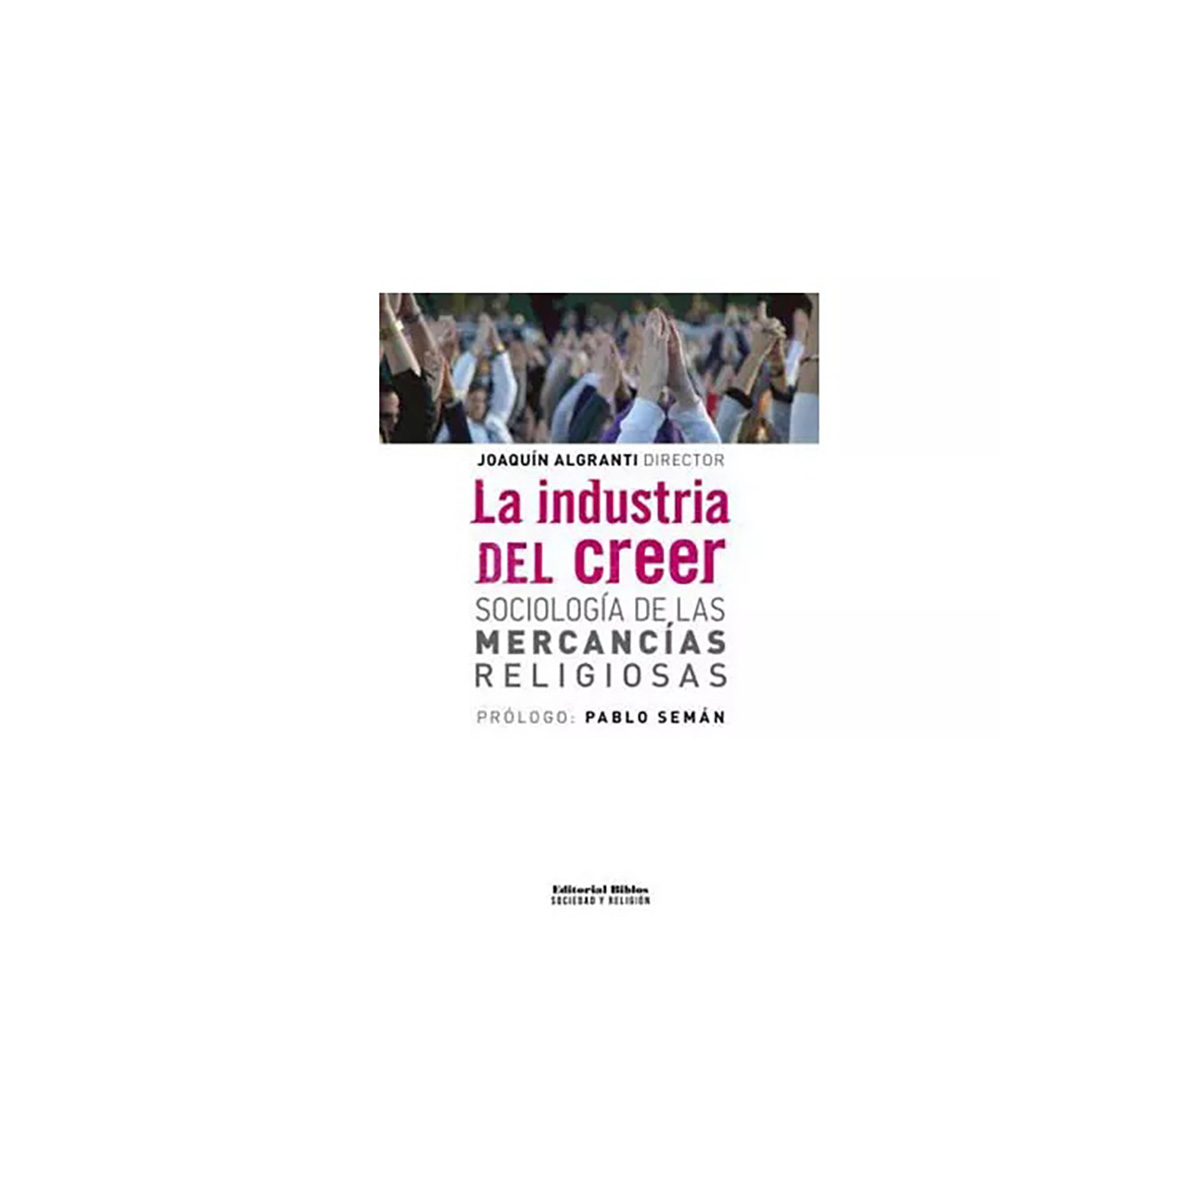 JOAQUÍN ALGRANTI DIRECTOR
La industria
DEL creer
SOCIOLOGÍA DE LAS
MERCANCÍAS
RELIGIOSAS
PRÓLOGO: PABLO SEMÁN
Editorial Biblos
SOCIEDAD Y RELIGIÓN